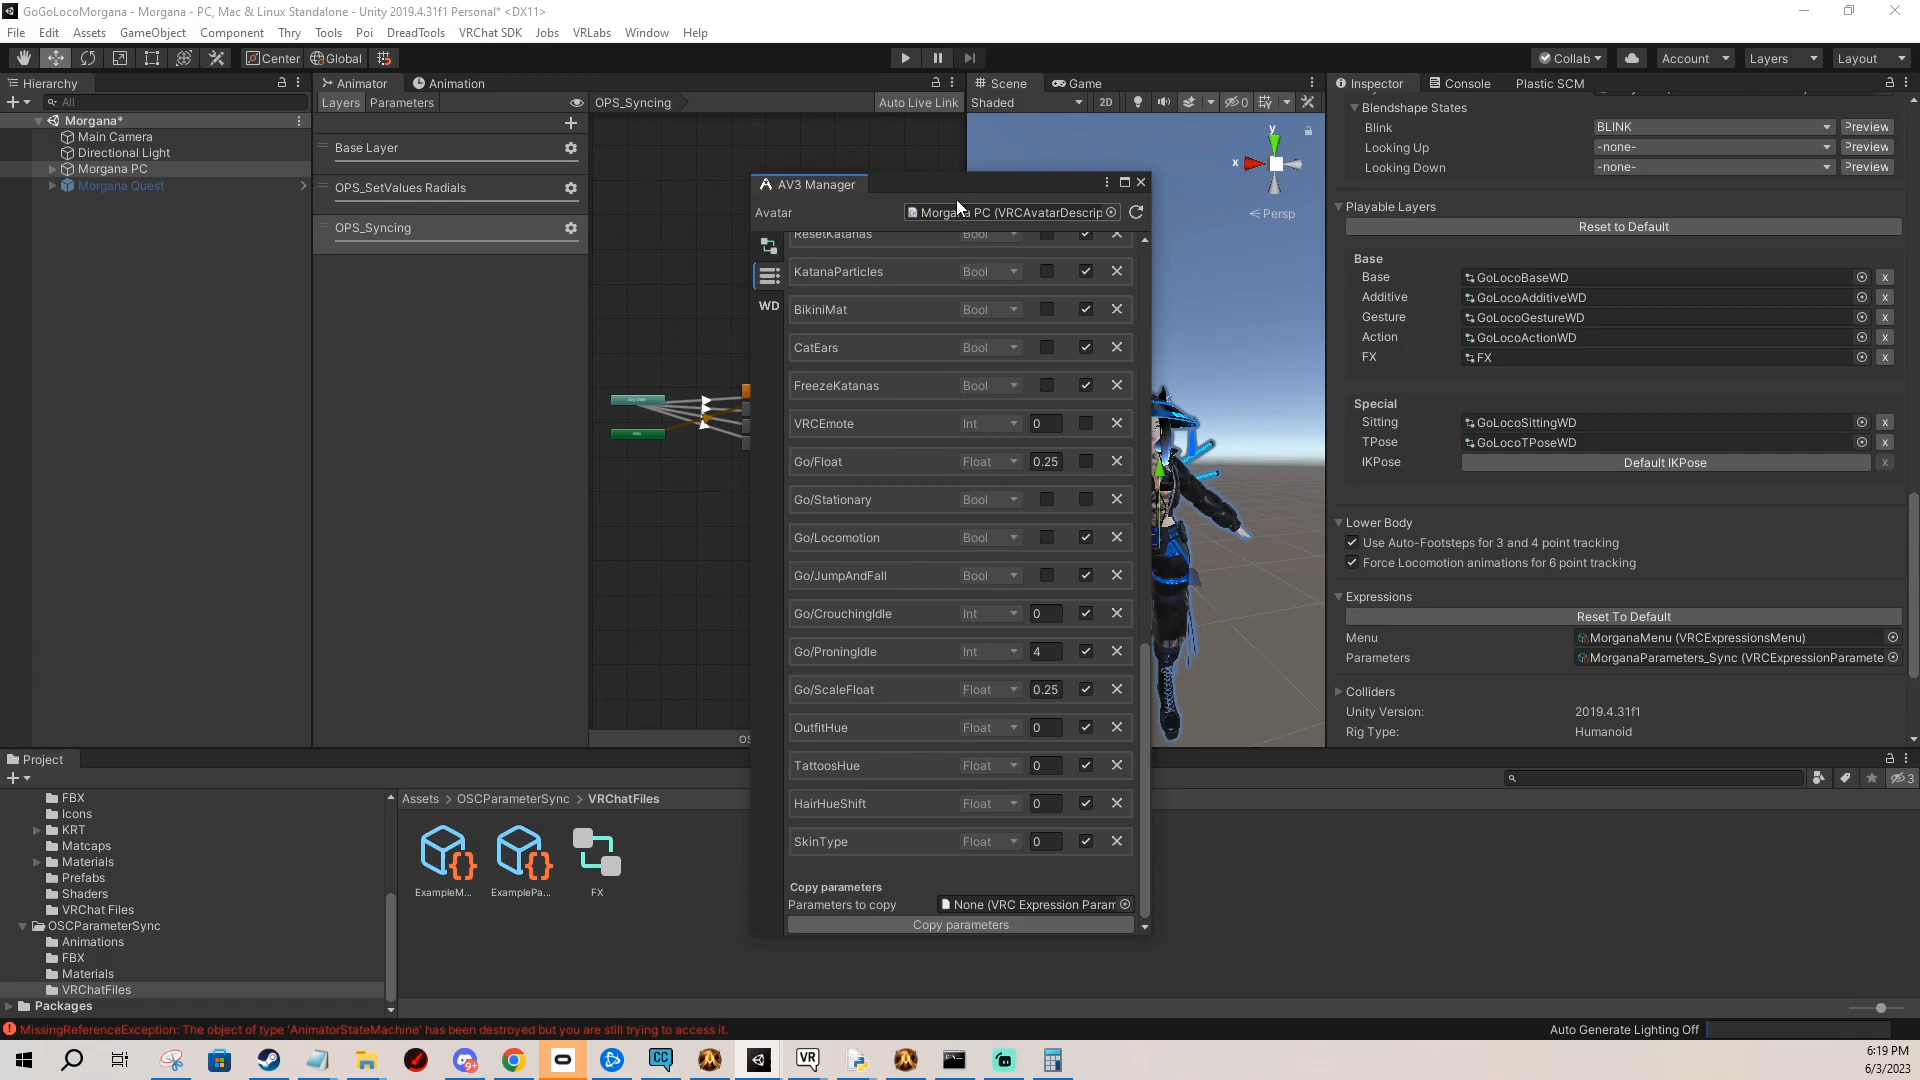 GoGoLocoMorgana - Morgana - PC, Mac & Linux Standalone - Unity 2019.4.31f1 Personal* <DX11>
File Edit Assets GameObject Component Thry Tools Poi DreadTools VRChat SDK Jobs VRLabs Window Help
Center Global Collab Account Layers Layout
Hierarchy Animator Animation Scene Game Inspector Console Plastic SCM
All Layers Parameters OPS_Syncing Auto Live Link Shaded 2D 0
Morgana*
Main Camera
Directional Light
Morgana PC
Morgana Quest
Base Layer
OPS_SetValues Radials
OPS_Syncing
y
x
Persp
AV3 Manager
Avatar Morgana PC (VRCAvatarDescrip
WD
ResetKatanas Bool
KatanaParticles Bool
BikiniMat Bool
CatEars Bool
FreezeKatanas Bool
VRCEmote Int 0
Go/Float Float 0.25
Go/Stationary Bool
Go/Locomotion Bool
Go/JumpAndFall Bool
Go/CrouchingIdle Int 0
Go/ProningIdle Int 4
Go/ScaleFloat Float 0.25
OutfitHue Float 0
TattoosHue Float 0
HairHueShift Float 0
SkinType Float 0
Copy parameters
Parameters to copy None (VRC Expression Param
Copy parameters
Blendshape States
Blink BLINK Preview
Looking Up -none- Preview
Looking Down -none- Preview
Playable Layers
Reset to Default
Base
Base GoLocoBaseWD x
Additive GoLocoAdditiveWD x
Gesture GoLocoGestureWD x
Action GoLocoActionWD x
FX FX x
Special
Sitting GoLocoSittingWD x
TPose GoLocoTPoseWD x
IKPose Default IKPose x
Lower Body
Use Auto-Footsteps for 3 and 4 point tracking
Force Locomotion animations for 6 point tracking
Expressions
Reset To Default
Menu MorganaMenu (VRCExpressionsMenu)
Parameters MorganaParameters_Sync (VRCExpressionParamete
Colliders
Unity Version: 2019.4.31f1
Rig Type: Humanoid
Project
3
FBX
Icons
KRT
Matcaps
Materials
Prefabs
Shaders
VRChat Files
OSCParameterSync
Animations
FBX
Materials
VRChatFiles
Packages
Assets > OSCParameterSync > VRChatFiles
ExampleM... ExamplePa... FX
MissingReferenceException: The object of type 'AnimatorStateMachine' has been destroyed but you are still trying to access it.
Auto Generate Lighting Off
9+ CC VR
6:19 PM
6/3/2023